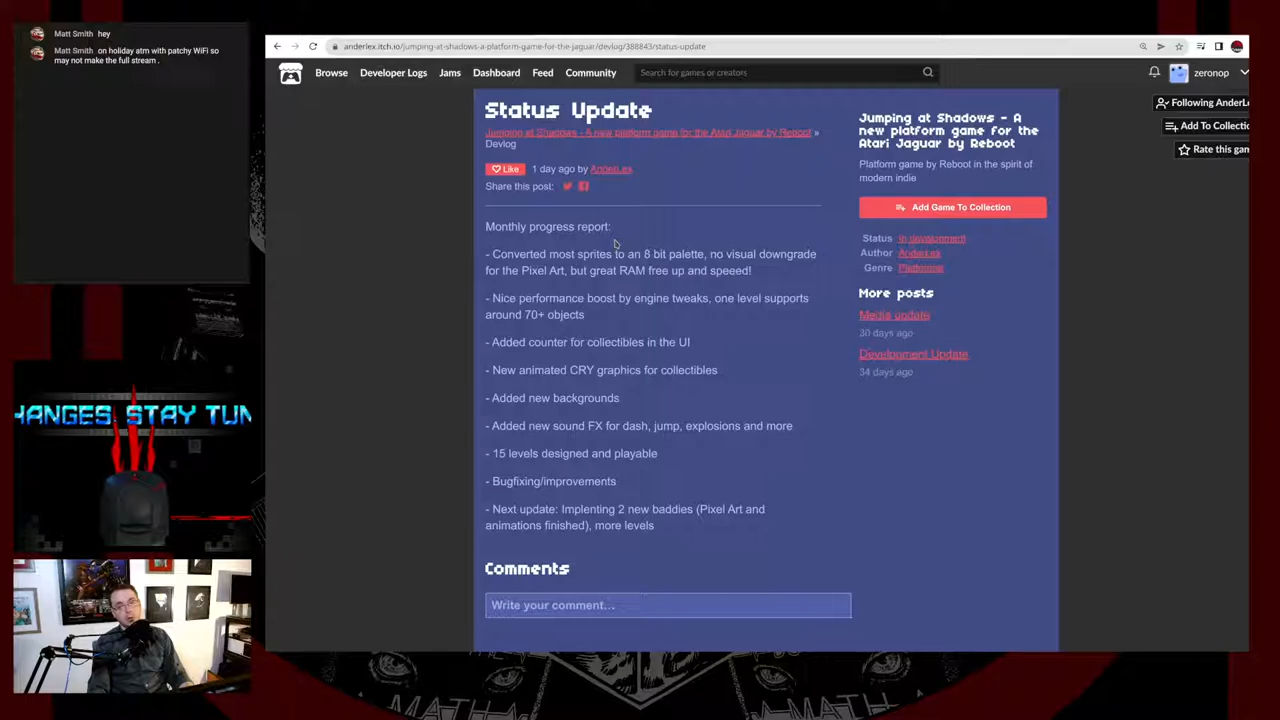 Matt Smith hey
Matt Smith on holiday atm with patchy WiFi so
may not make the full stream .
HANGES. STAY TUN
anderlex.itch.io/jumping-at-shadows-a-platform-game-for-the-jaguar/devlog/388843/status-update
Browse Developer Logs Jams Dashboard Feed Community Search for games or creators zeronop
Status Update
Jumping at Shadows - A new platform game for the Atari Jaguar by Reboot »
Devlog
Like 1 day ago by AnderLex
Share this post:
Monthly progress report:
- Converted most sprites to an 8 bit palette, no visual downgrade
for the Pixel Art, but great RAM free up and speeed!
- Nice performance boost by engine tweaks, one level supports
around 70+ objects
- Added counter for collectibles in the UI
- New animated CRY graphics for collectibles
- Added new backgrounds
- Added new sound FX for dash, jump, explosions and more
- 15 levels designed and playable
- Bugfixing/improvements
- Next update: Implenting 2 new baddies (Pixel Art and
animations finished), more levels
Comments
Write your comment...
Following AnderLe
Add To Collectio
Rate this gam
Jumping at Shadows - A
new platform game for the
Atari Jaguar by Reboot
Platform game by Reboot in the spirit of
modern indie
Add Game To Collection
Status In development
Author AnderLex
Genre Platformer
More posts
Media update
30 days ago
Development Update
34 days ago